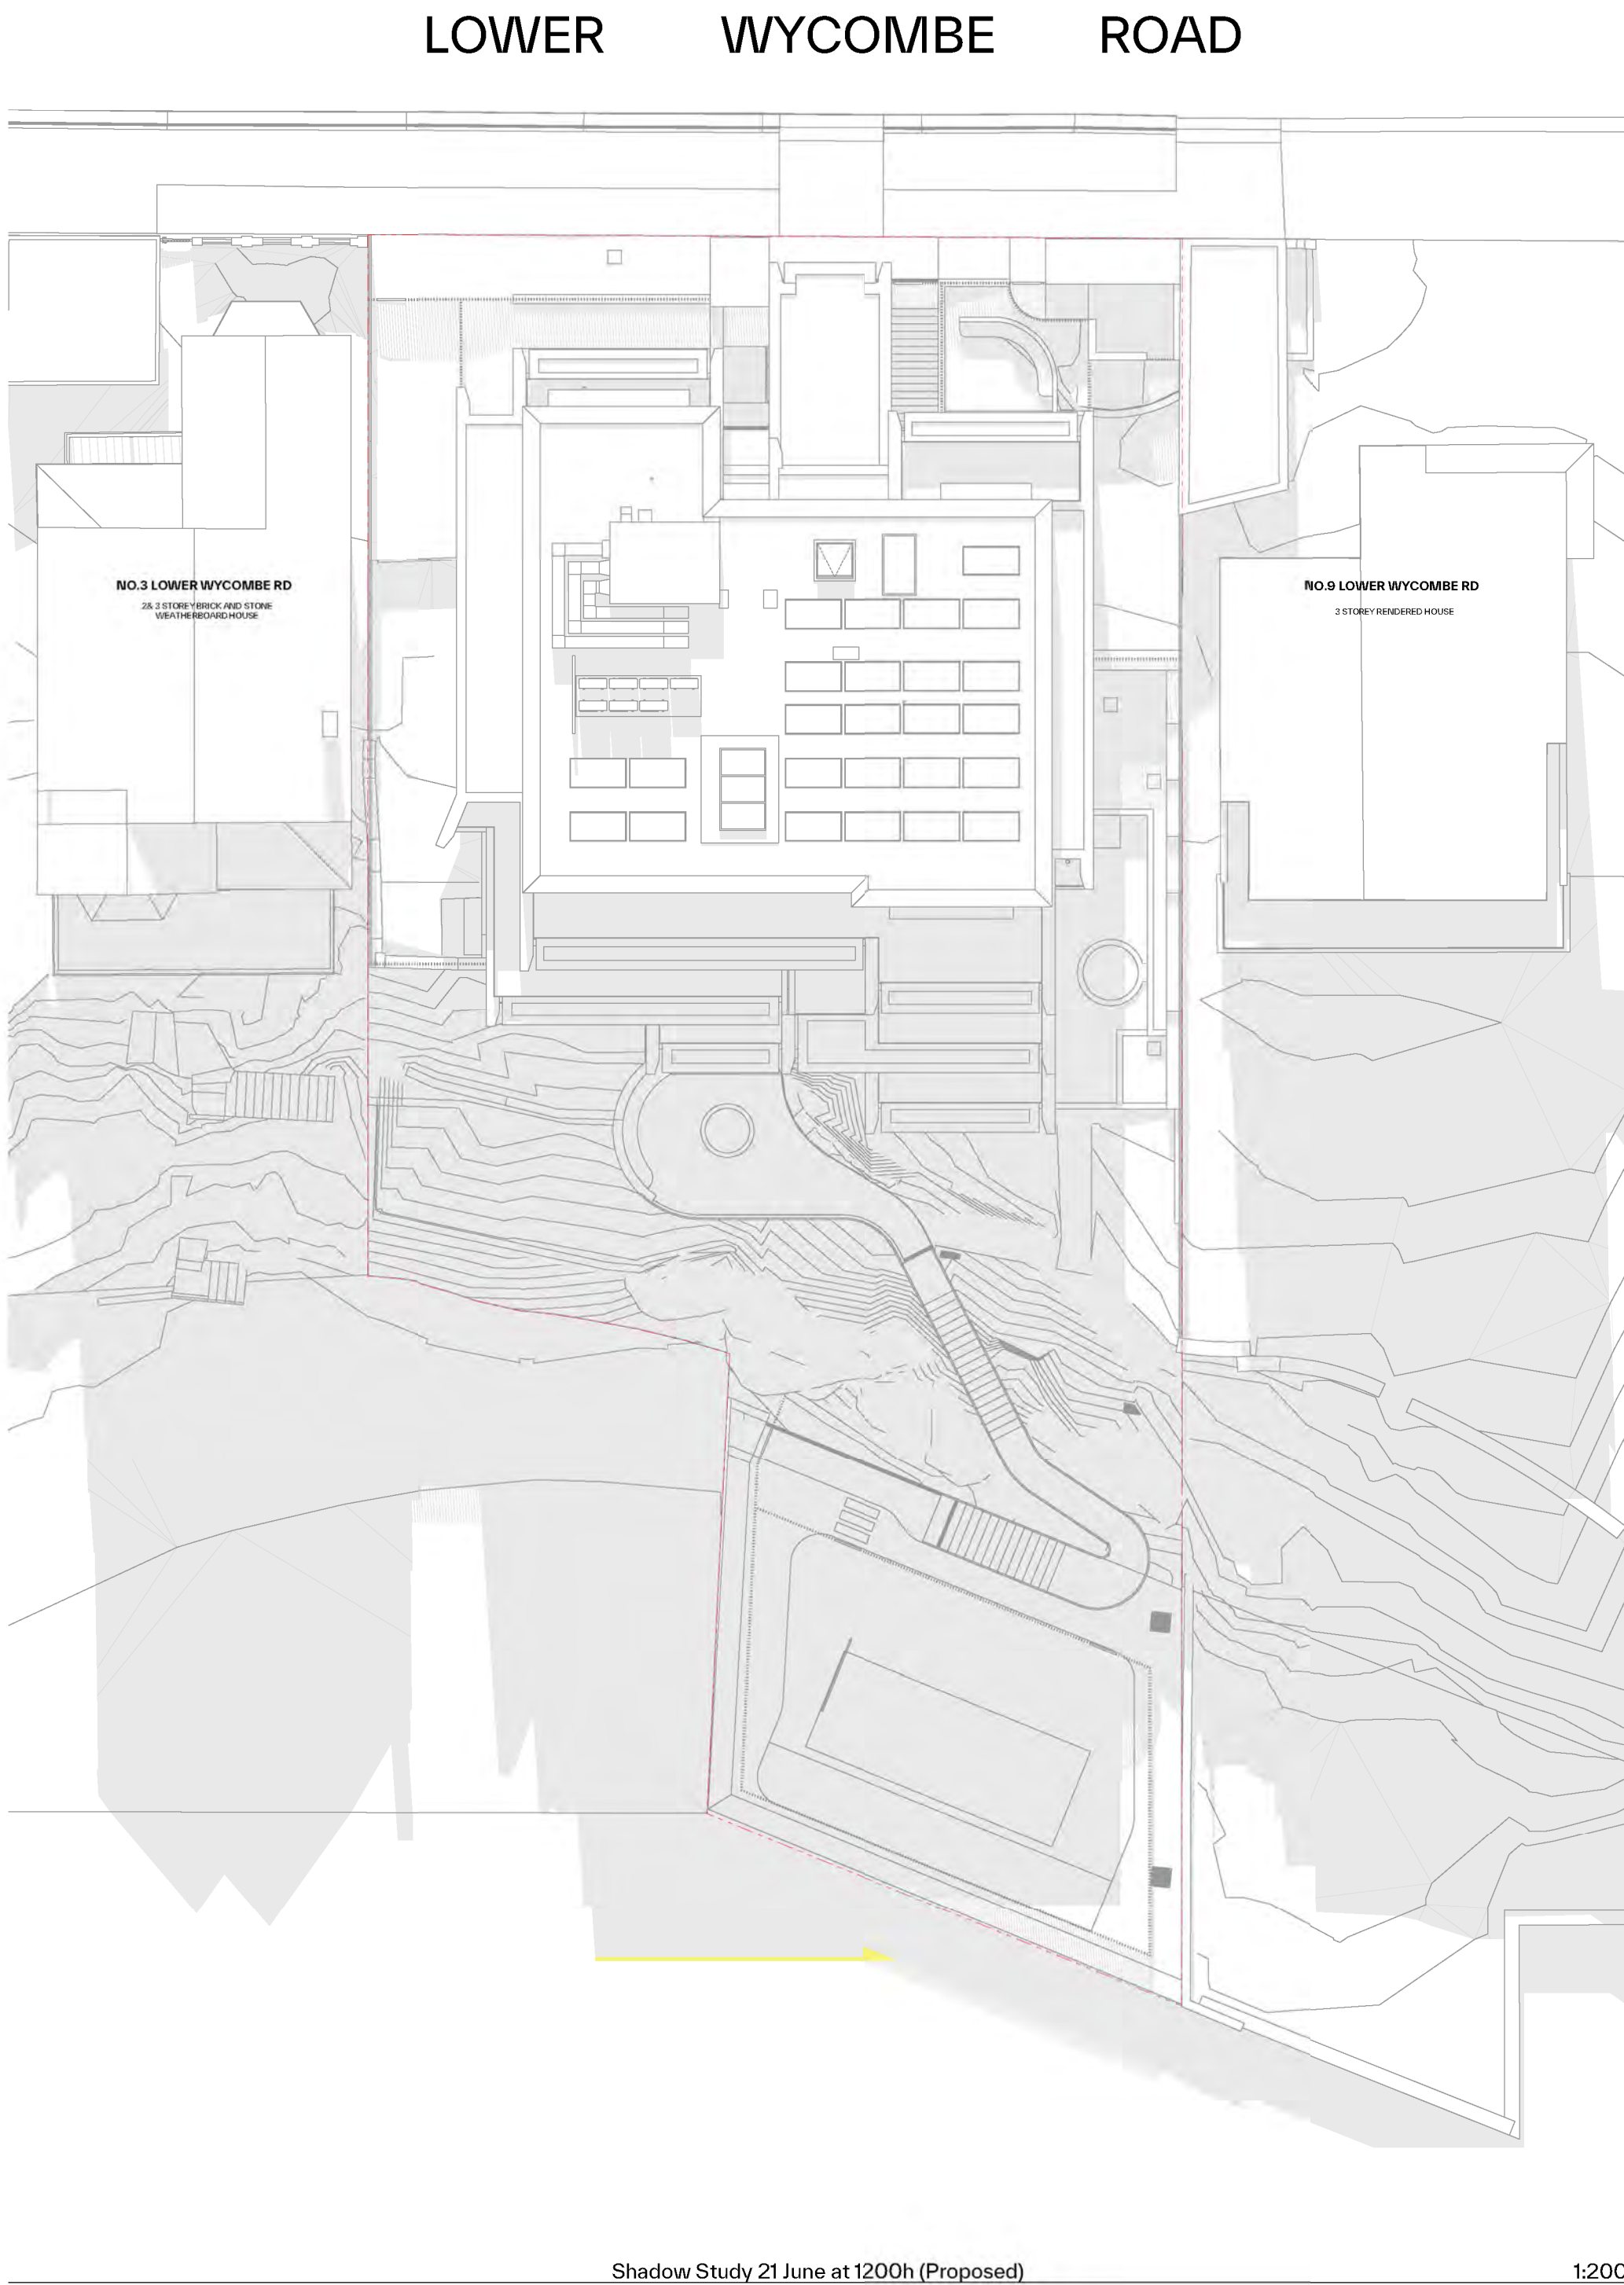 LOWER WYCOMBE ROAD
NO.3 LOWER WYCOMBE RD
2& 3 STOREY BRICK AND STONE
WEATHERBOARD HOUSE
NO.9 LOWER WYCOMBE RD
3 STOREY RENDERED HOUSE
Shadow Study 21 June at 1200h (Proposed)
1:200